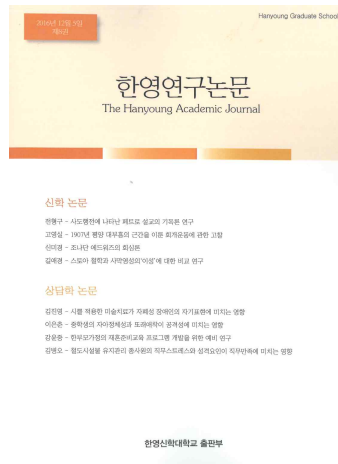 Hanyoung Graduate School
한영연구논문
The Hanyoung Academic Journal
신학 논문
전형구 - 사도행전에 나타난 페트로 설교의 기독론 연구
고영실 - 1907년 평양 대부흥의 근간을 이룬 회개운동에 관한 고찰
신미경 - 조나단 에드워즈의 회심론
길애경 - 스토아 철학과 사막영성의'이성'에 대한 비교 연구
상담학 논문
김진영 - 시를 적용한 미술치료가 자폐성 장애인의 자기표현에 미치는 영향
이은춘 - 중학생의 자아정체성과 또래애착이 공격성에 미치는 영향
강윤중 - 한부모가정의 재혼준비교육 프로그램 개발을 위한 예비 연구
김병오 - 철도시설물 유지관리 종사원의 직무스트레스와 성격요인이 직무만족에 미치는 영향
한영신학대학교 출판부